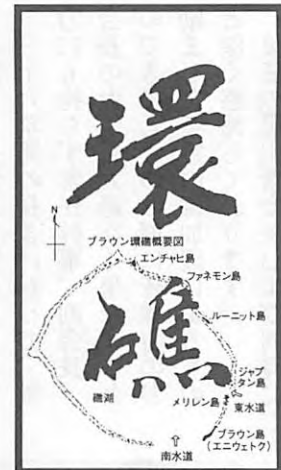 環
N
ブラウン環礁概要図
エンチャビ島
ファネモン島
ルーニット島
礁
ジャプ
タン島
礁湖
メリレン島
東水道
ブラウン島
(エニウェトク)
南水道